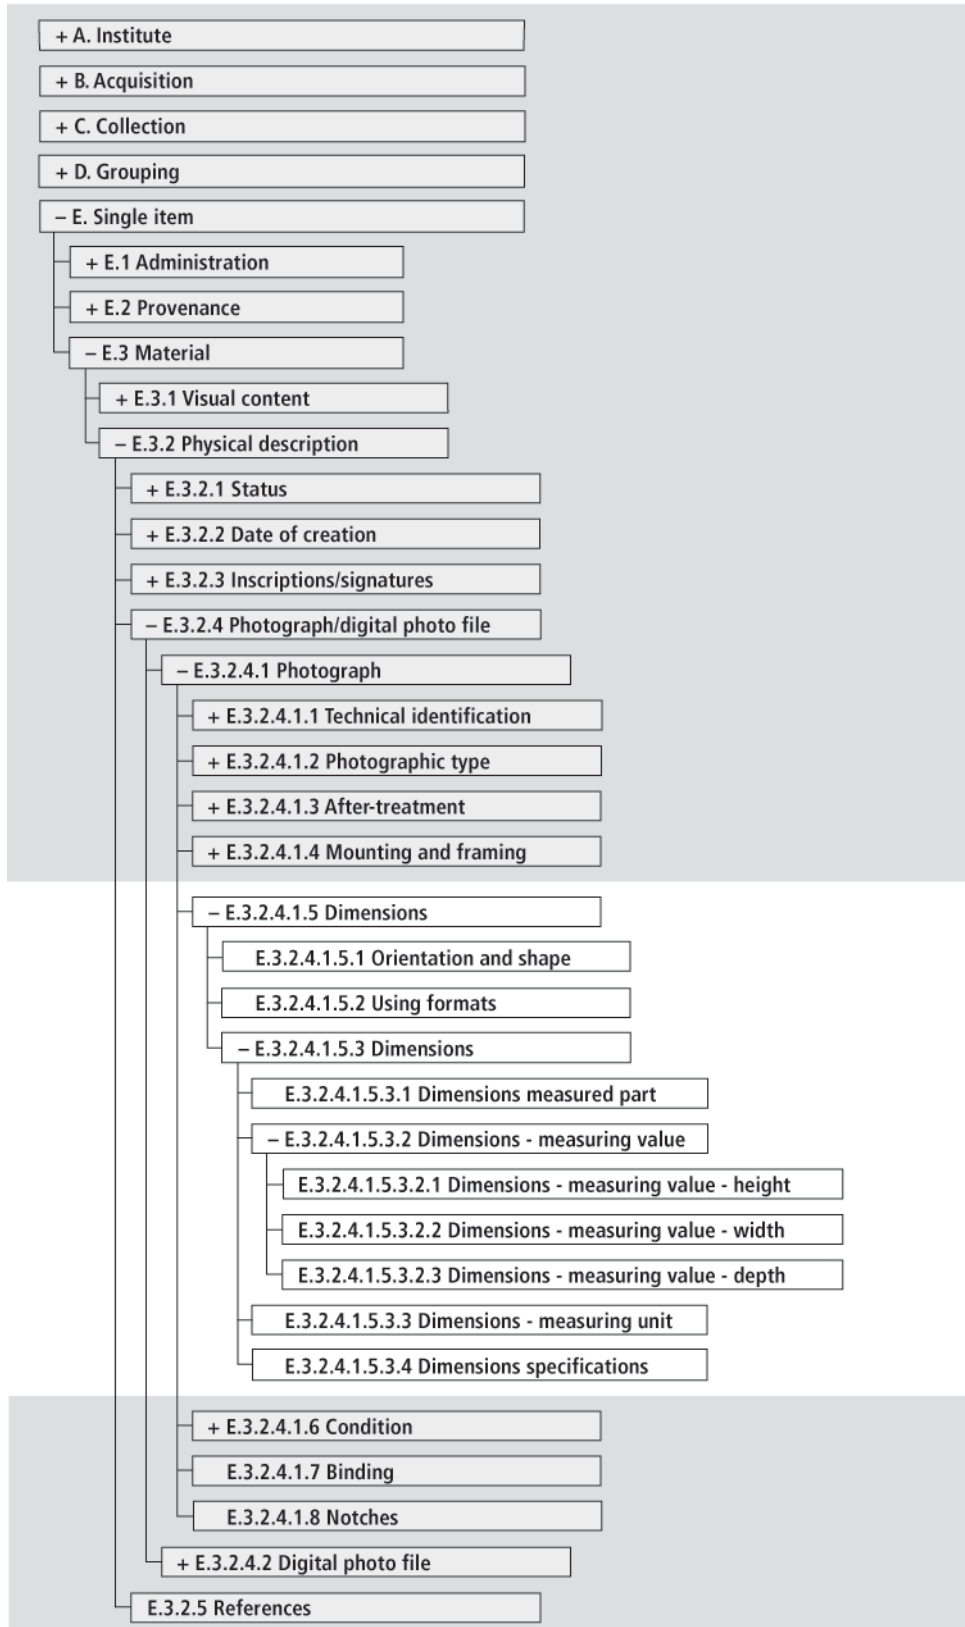 + A. Institute
+ B. Acquisition
+ C. Collection
+ D. Grouping
– E. Single item
+ E.1 Administration
+ E.2 Provenance
– E.3 Material
+ E.3.1 Visual content
– E.3.2 Physical description
+ E.3.2.1 Status
+ E.3.2.2 Date of creation
+ E.3.2.3 Inscriptions/signatures
– E.3.2.4 Photograph/digital photo file
– E.3.2.4.1 Photograph
+ E.3.2.4.1.1 Technical identification
+ E.3.2.4.1.2 Photographic type
+ E.3.2.4.1.3 After-treatment
+ E.3.2.4.1.4 Mounting and framing
– E.3.2.4.1.5 Dimensions
E.3.2.4.1.5.1 Orientation and shape
E.3.2.4.1.5.2 Using formats
– E.3.2.4.1.5.3 Dimensions
E.3.2.4.1.5.3.1 Dimensions measured part
– E.3.2.4.1.5.3.2 Dimensions - measuring value
E.3.2.4.1.5.3.2.1 Dimensions - measuring value - height
E.3.2.4.1.5.3.2.2 Dimensions - measuring value - width
E.3.2.4.1.5.3.2.3 Dimensions - measuring value - depth
E.3.2.4.1.5.3.3 Dimensions - measuring unit
E.3.2.4.1.5.3.4 Dimensions specifications
+ E.3.2.4.1.6 Condition
E.3.2.4.1.7 Binding
E.3.2.4.1.8 Notches
+ E.3.2.4.2 Digital photo file
E.3.2.5 References